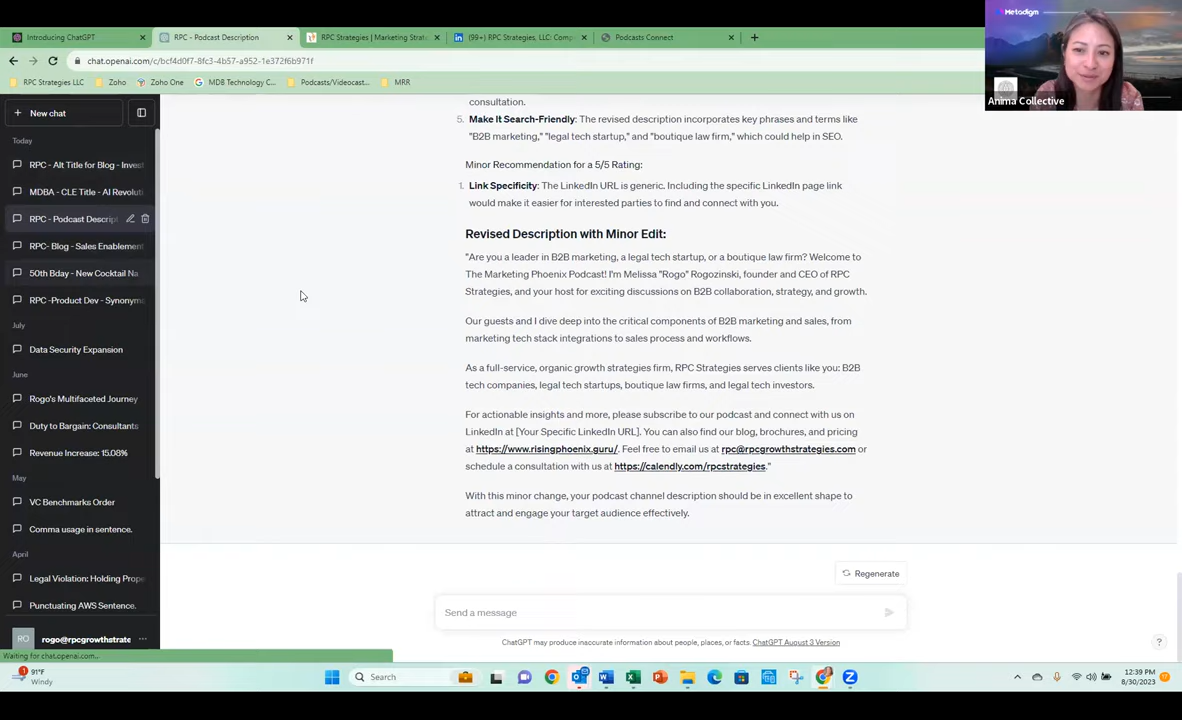 Introducing ChatGPT
RPC - Podcast Description
RPC Strategies | Marketing Strate
(99+) RPC Strategies, LLC: Comp
Podcasts Connect
Metadigm
Anima Collective
chat.openai.com/c/bcf4d0f7-8fc3-4b57-a952-1e372f6b971f
RPC Strategies LLC
Zoho
Zoho One
MDB Technology C...
Podcasts/Videocast...
MRR
New chat
Today
RPC - Alt Title for Blog - Invest
MDBA - CLE Title - AI Revoluti
RPC - Podcast Descript
RPC- Blog - Sales Enablement
50th Bday - New Cocktail Na
RPC -Product Dev - Synonyms
July
Data Security Expansion
June
Rogo's Multifaceted Journey
Duty to Bargain: Consultants
Revenue Increase: 15.08%
May
VC Benchmarks Order
Comma usage in sentence.
April
Legal Violation: Holding Prope
Punctuating AWS Sentence.
RO
rogo@rpcgrowthstrate
...
Waiting for chat.openai.com...
consultation.
5. Make It Search-Friendly: The revised description incorporates key phrases and terms like
"B2B marketing," "legal tech startup," and "boutique law firm," which could help in SEO.
Minor Recommendation for a 5/5 Rating:
1. Link Specificity: The LinkedIn URL is generic. Including the specific LinkedIn page link
would make it easier for interested parties to find and connect with you.
Revised Description with Minor Edit:
"Are you a leader in B2B marketing, a legal tech startup, or a boutique law firm? Welcome to
The Marketing Phoenix Podcast! I'm Melissa "Rogo" Rogozinski, founder and CEO of RPC
Strategies, and your host for exciting discussions on B2B collaboration, strategy, and growth.
Our guests and I dive deep into the critical components of B2B marketing and sales, from
marketing tech stack integrations to sales process and workflows.
As a full-service, organic growth strategies firm, RPC Strategies serves clients like you: B2B
tech companies, legal tech startups, boutique law firms, and legal tech investors.
For actionable insights and more, please subscribe to our podcast and connect with us on
LinkedIn at [Your Specific LinkedIn URL]. You can also find our blog, brochures, and pricing
at https://www.risingphoenix.guru/. Feel free to email us at rpc@rpcgrowthstrategies.com or
schedule a consultation with us at https://calendly.com/rpcstrategies."
With this minor change, your podcast channel description should be in excellent shape to
attract and engage your target audience effectively.
Regenerate
Send a message
ChatGPT may produce inaccurate information about people, places, or facts. ChatGPT August 3 Version
?
1
91°F
Windy
Search
12:39 PM
8/30/2023